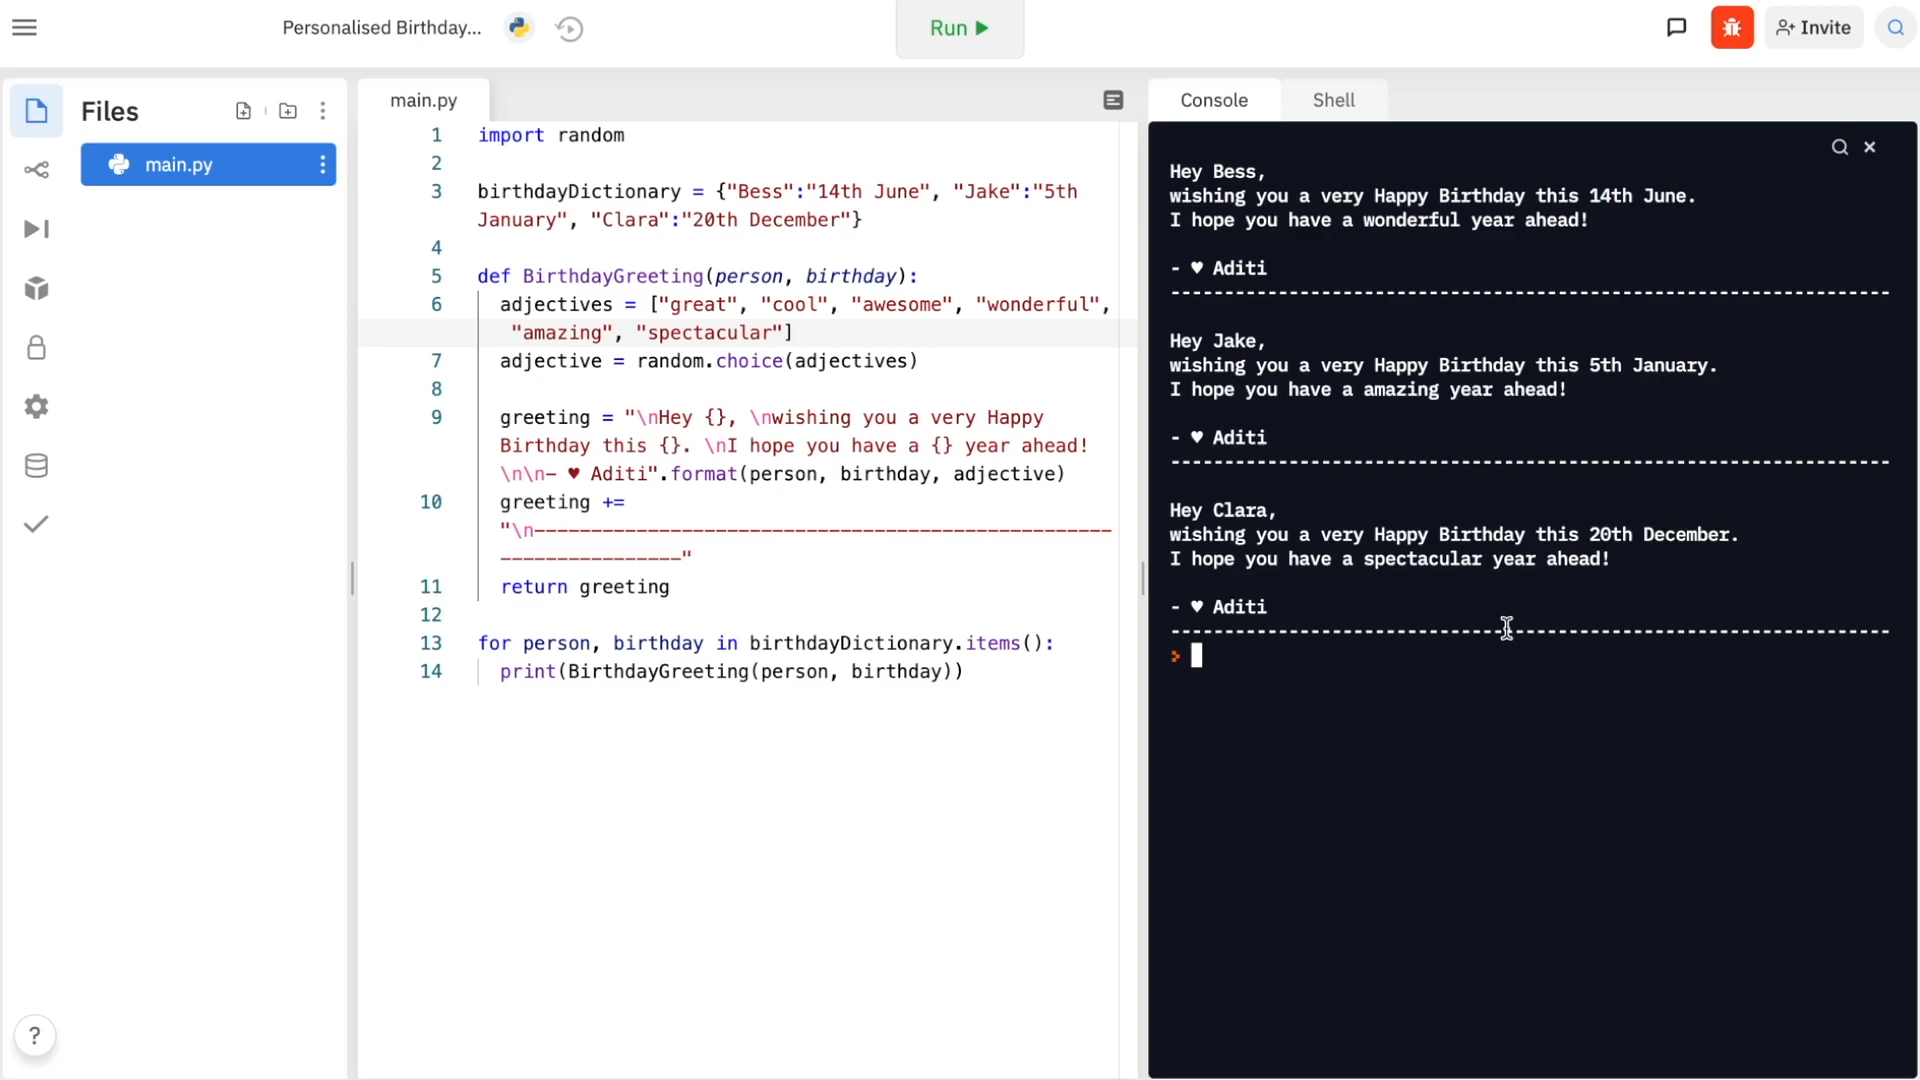 Personalised Birthday...
Run
Invite
Files
main.py
main.py
1 import random
2
3 birthdayDictionary = {"Bess":"14th June", "Jake":"5th
January", "Clara":"20th December"}
4
5 def BirthdayGreeting(person, birthday):
6 adjectives = ["great", "cool", "awesome", "wonderful",
"amazing", "spectacular"]
7 adjective = random.choice(adjectives)
8
9 greeting = "\nHey {}, \nwishing you a very Happy
Birthday this {}. \nI hope you have a {} year ahead!
\n\n- ♥ Aditi".format(person, birthday, adjective)
10 greeting +=
"\n---------------------------------------------------
----------------"
11 return greeting
12
13 for person, birthday in birthdayDictionary.items():
14 print(BirthdayGreeting(person, birthday))
Console Shell
Hey Bess,
wishing you a very Happy Birthday this 14th June.
I hope you have a wonderful year ahead!
- ♥ Aditi
-------------------------------------------------------------------
Hey Jake,
wishing you a very Happy Birthday this 5th January.
I hope you have a amazing year ahead!
- ♥ Aditi
-------------------------------------------------------------------
Hey Clara,
wishing you a very Happy Birthday this 20th December.
I hope you have a spectacular year ahead!
- ♥ Aditi
-------------------------------------------------------------------
>
?